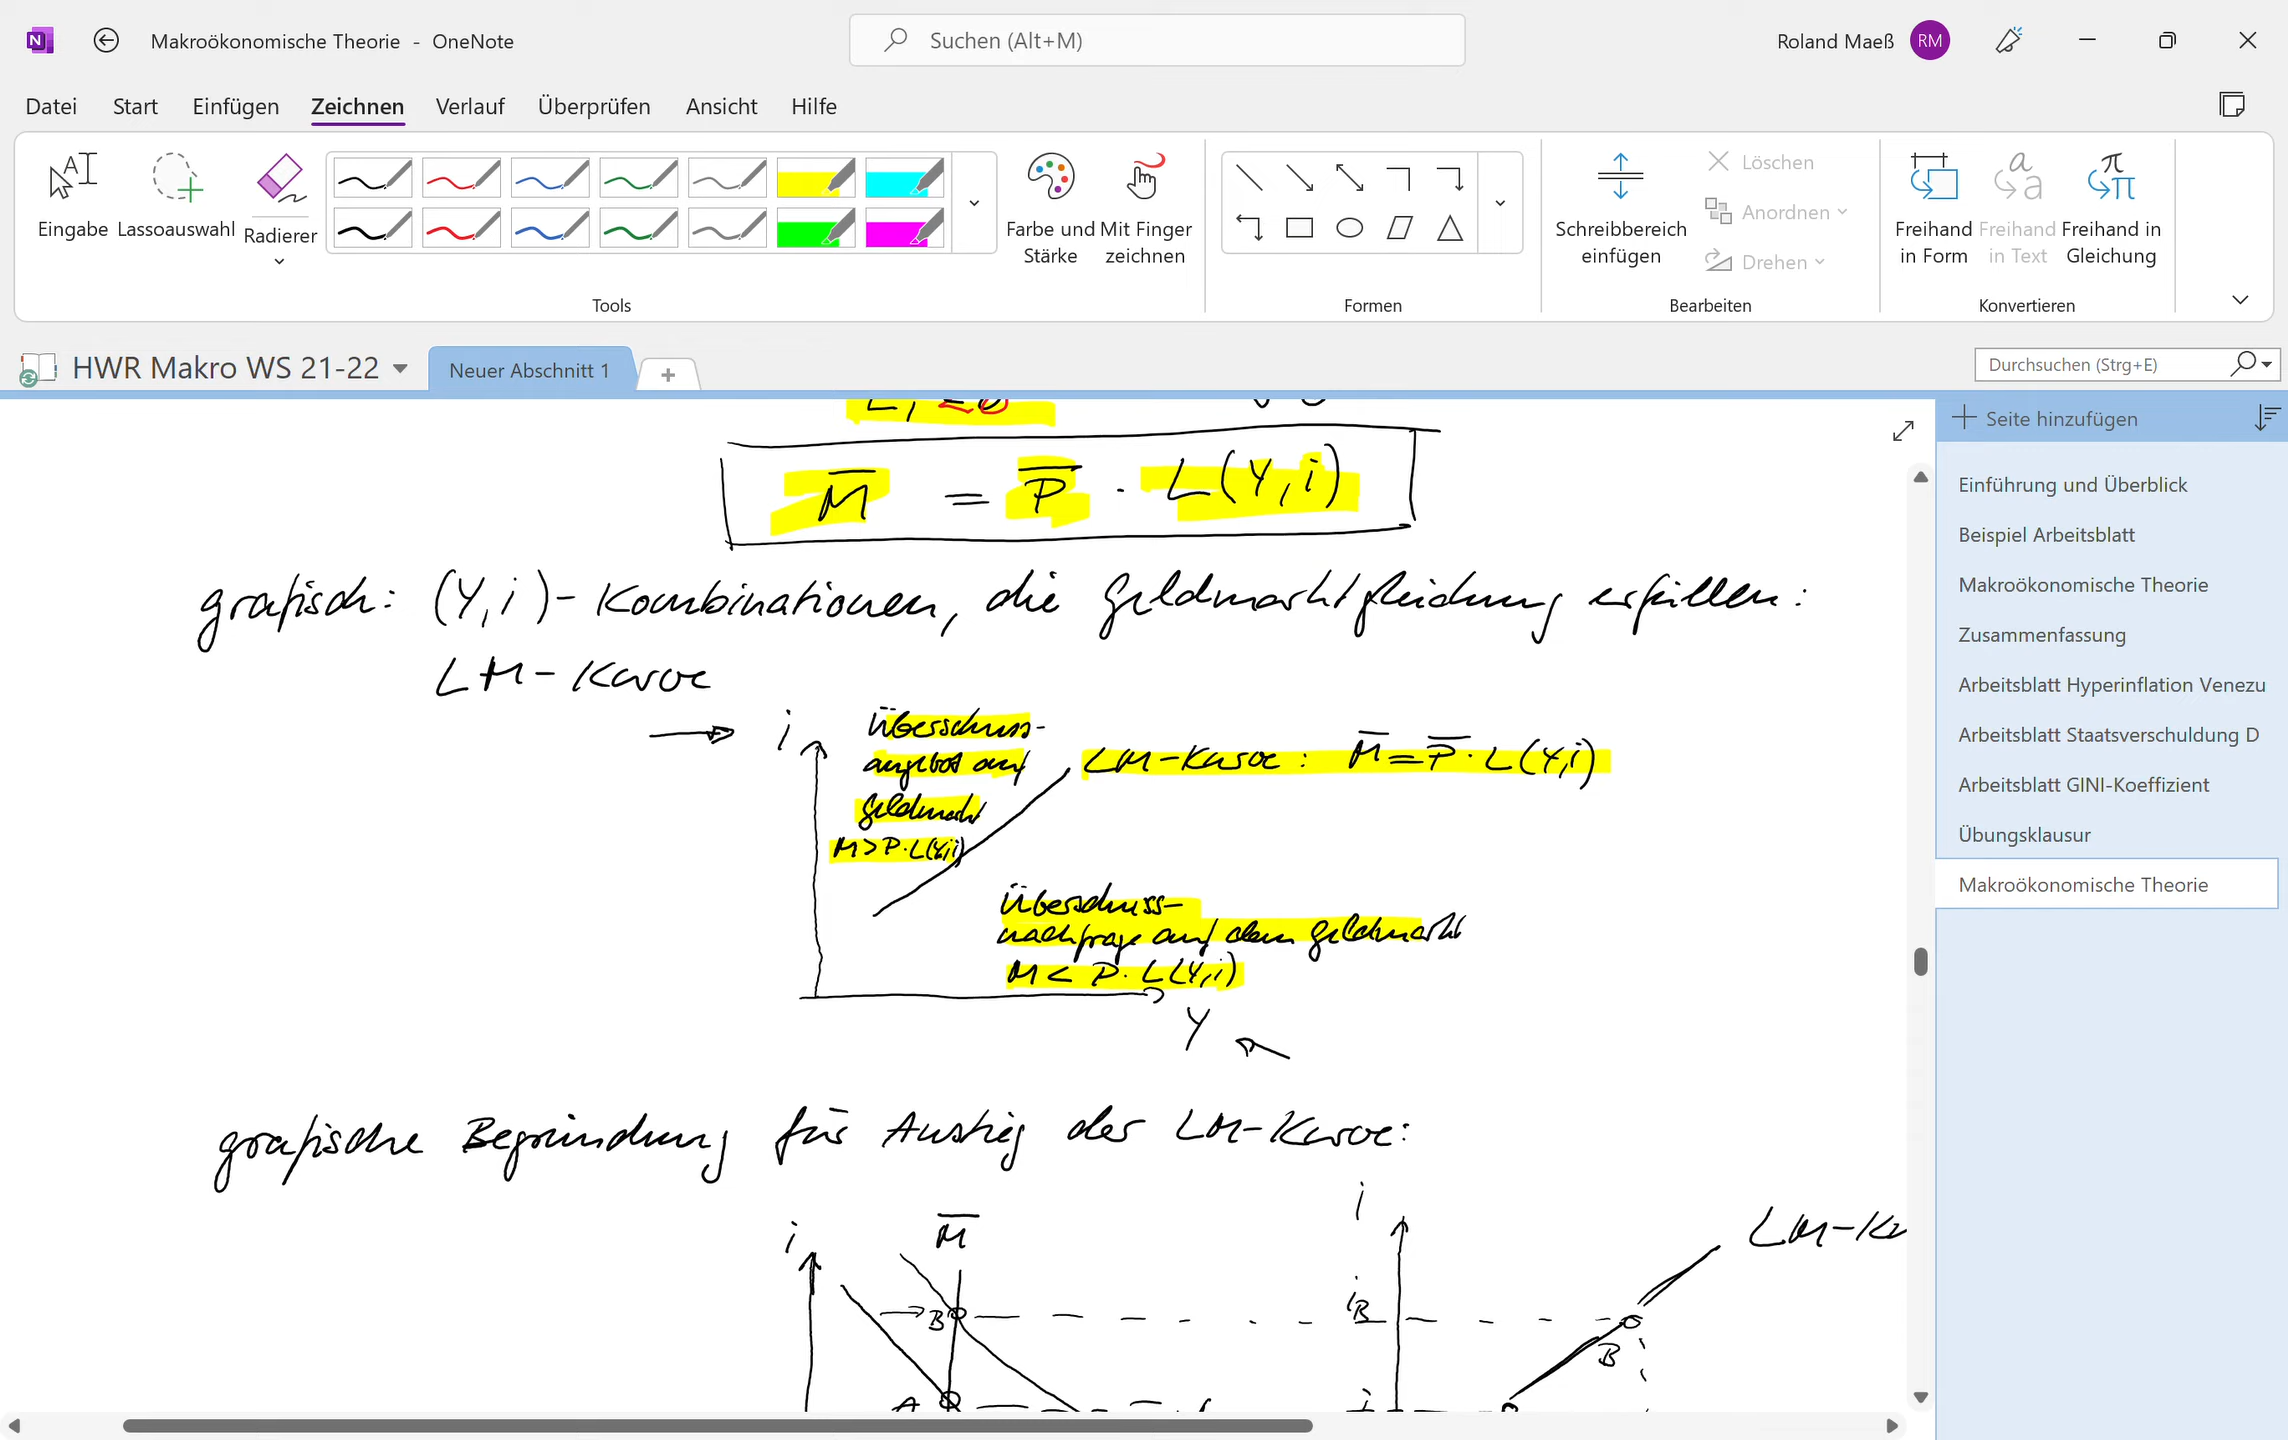 Makroökonomische Theorie - OneNote
Suchen (Alt+M)
Roland Maeß
RM
Datei Start Einfügen Zeichnen Verlauf Überprüfen Ansicht Hilfe
Eingabe
Lassoauswahl
Radierer
Farbe und Stärke
Mit Finger zeichnen
Tools
Formen
Schreibbereich einfügen
Löschen
Anordnen
Drehen
Bearbeiten
Freihand in Form
Freihand in Text
Freihand in Gleichung
Konvertieren
HWR Makro WS 21-22
Neuer Abschnitt 1
Durchsuchen (Strg+E)
M̅ = P̅ · L(Y,i)
grafisch: (Y,i)-Kombinationen, die Geldmarktgleichung erfüllen:
LM-Kurve
i
Überschuss-
angebot auf
Geldmarkt
M>P·L(Y,i)
LM-Kurve: M̅=P̅·L(Y,i)
Überschuss-
nachfrage auf dem Geldmarkt
M < P·L(Y,i)
Y
grafische Begründung für Anstieg der LM-Kurve:
i
M̅
B
A
i
i_B
B
Seite hinzufügen
Einführung und Überblick
Beispiel Arbeitsblatt
Makroökonomische Theorie
Zusammenfassung
Arbeitsblatt Hyperinflation Venezu
Arbeitsblatt Staatsverschuldung D
Arbeitsblatt GINI-Koeffizient
Übungsklausur
Makroökonomische Theorie